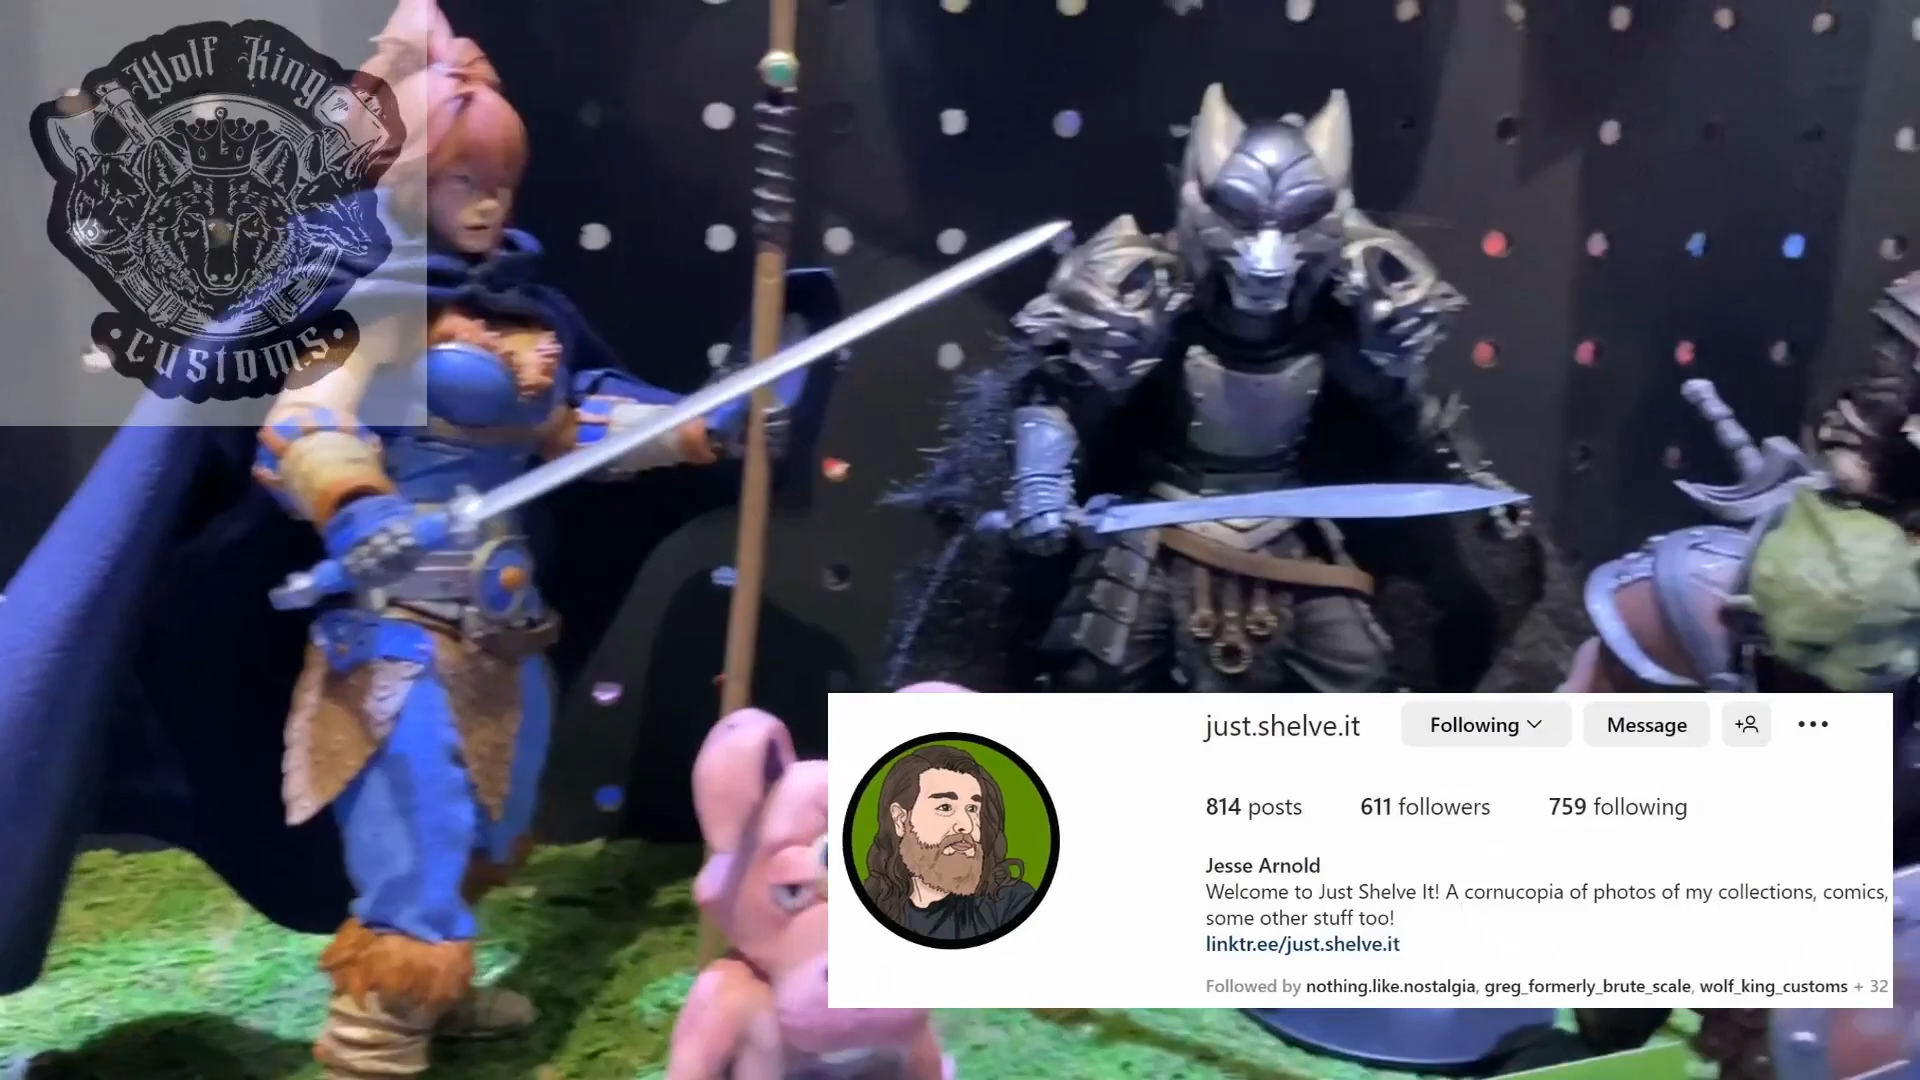 Wolf King
• Customs •
just.shelve.it
Following
Message
814 posts
611 followers
759 following
Jesse Arnold
Welcome to Just Shelve It! A cornucopia of photos of my collections, comics,
some other stuff too!
linktr.ee/just.shelve.it
Followed by nothing.like.nostalgia, greg_formerly_brute_scale, wolf_king_customs + 32